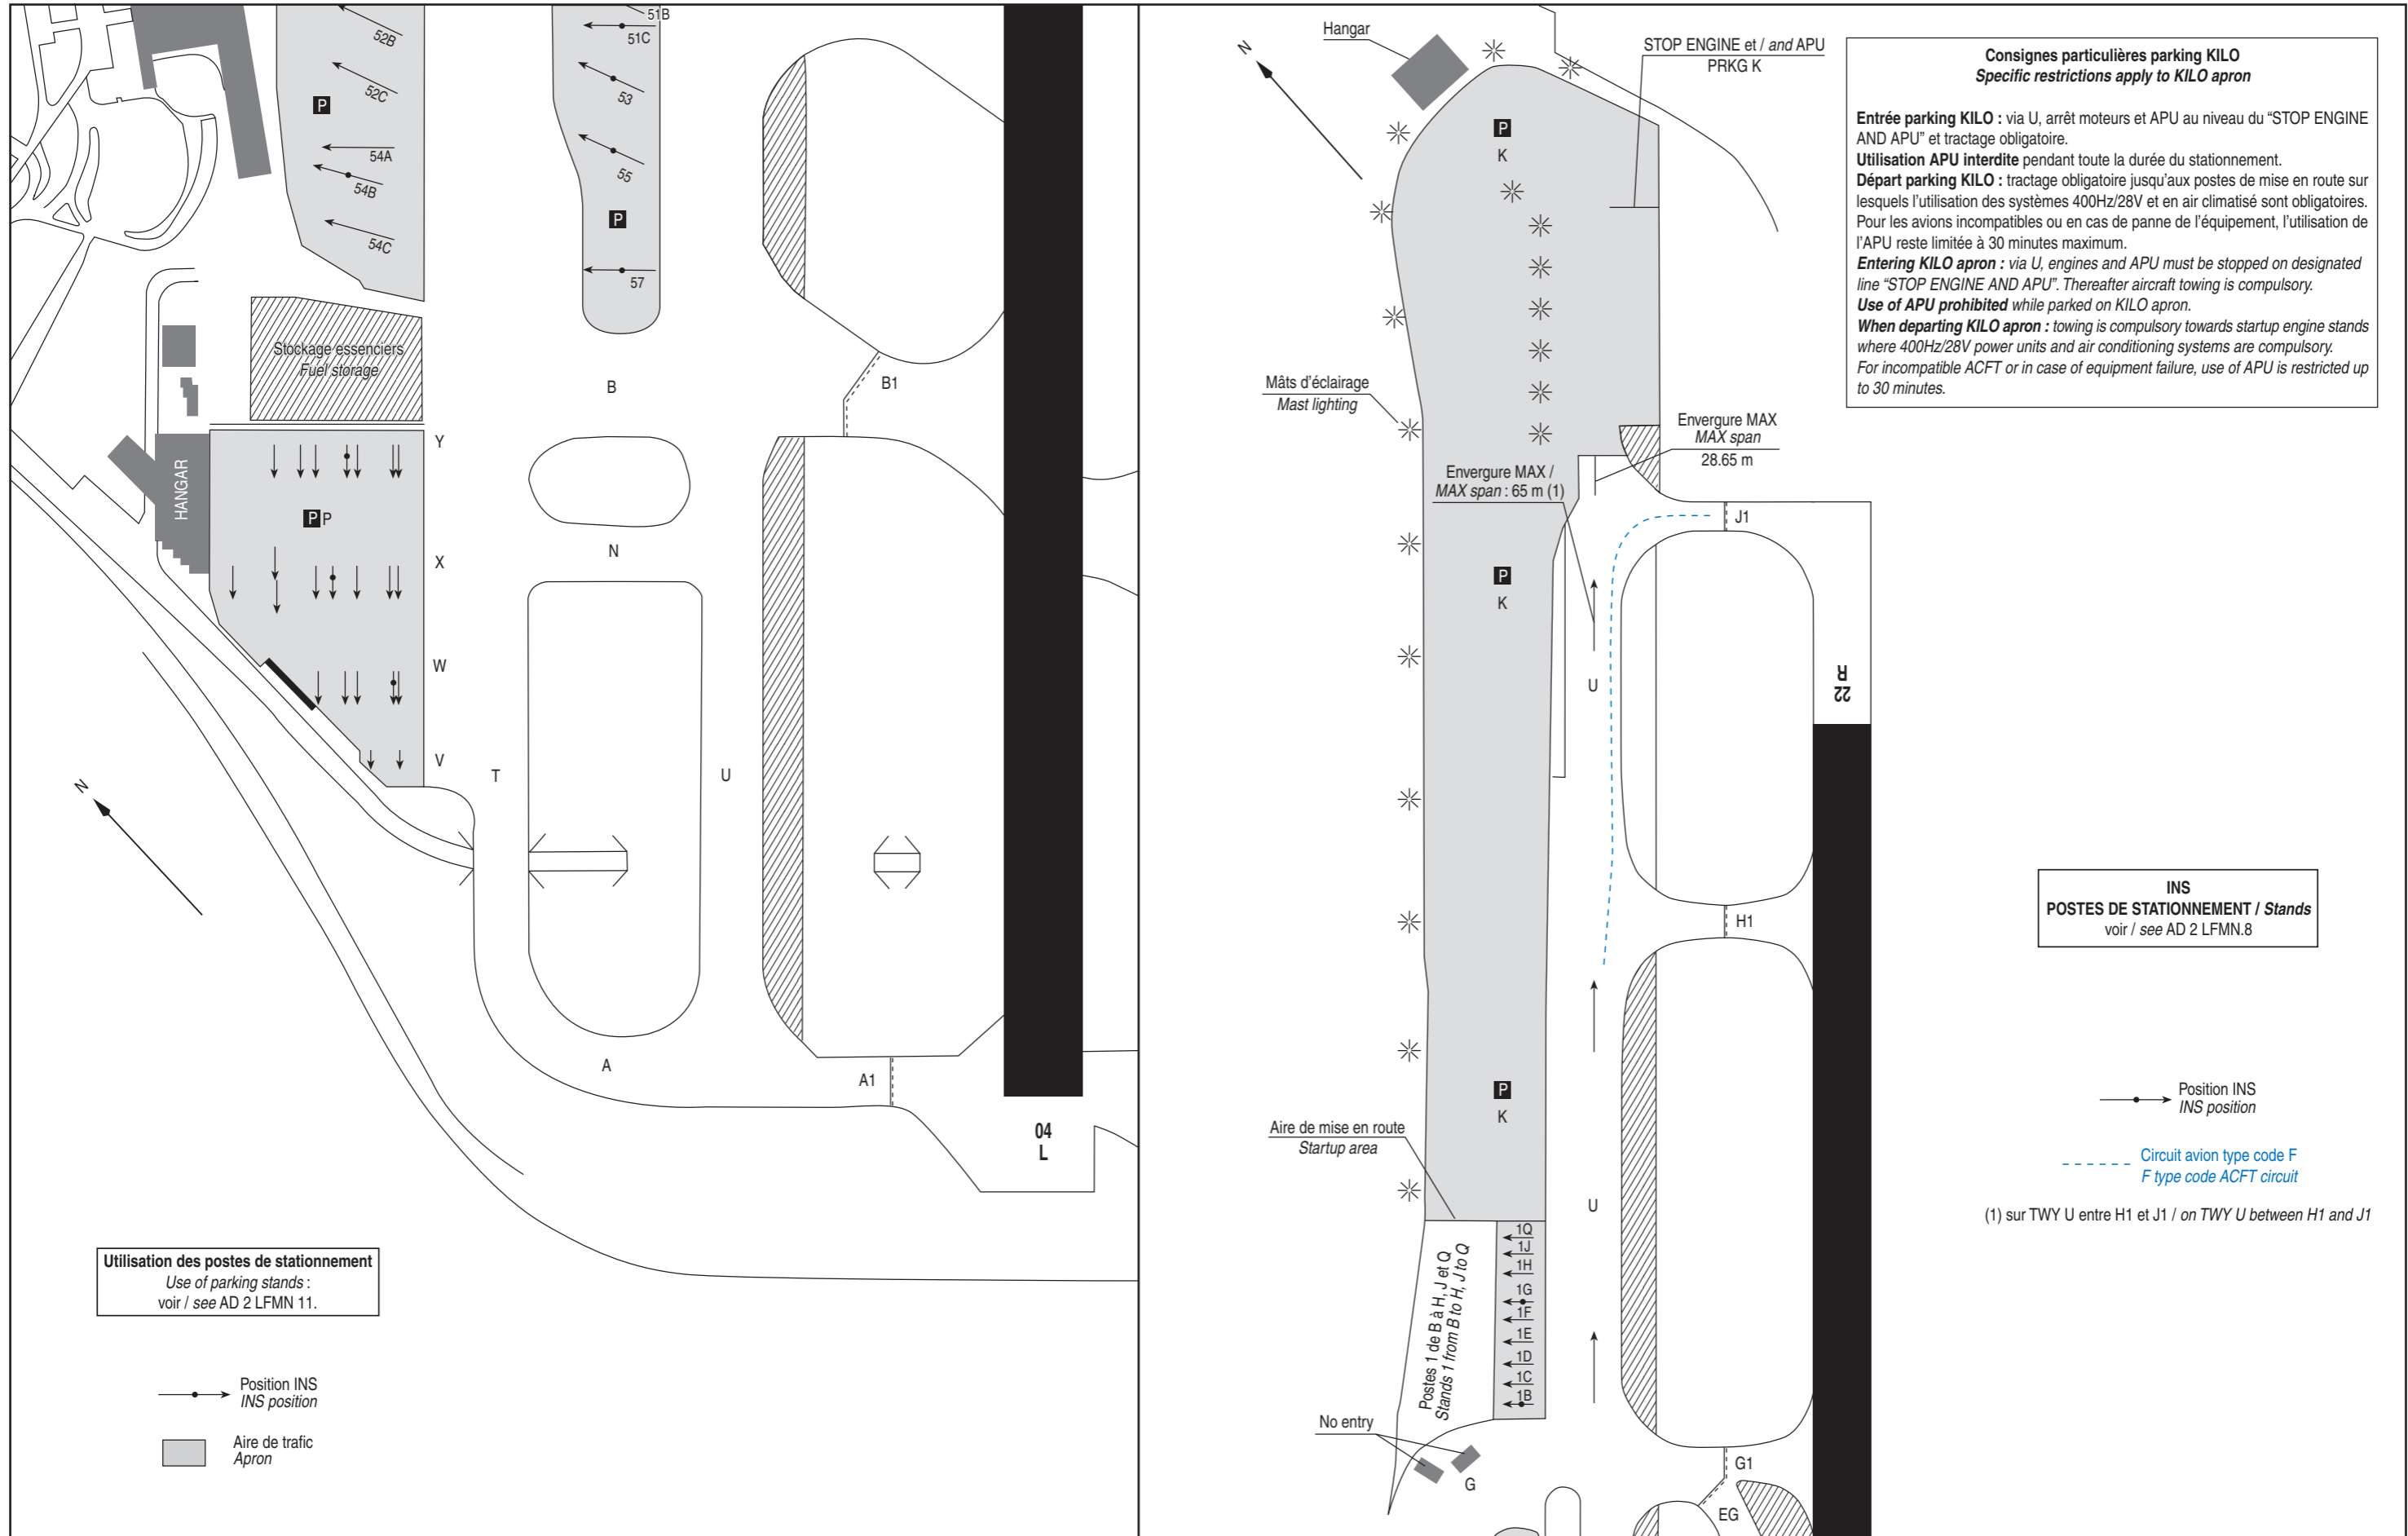 51B
52B
51C
52C
53
P
54A
55
54B
P
54C
57
Stockage essenciers
Fuel storage
B
B1
Y
HANGAR
P P
N
X
W
V
T
U
N
A
A1
04
L
Utilisation des postes de stationnement
Use of parking stands :
voir / see AD 2 LFMN 11.
Position INS
INS position
Aire de trafic
Apron
Hangar
N
STOP ENGINE et / and APU
PRKG K
P
K
Mâts d'éclairage
Mast lighting
Envergure MAX
MAX span
28.65 m
Envergure MAX /
MAX span : 65 m (1)
J1
P
K
U
22
R
H1
P
K
Aire de mise en route
Startup area
U
1Q
1J
1H
1G
1F
1E
1D
1C
1B
Postes 1 de B à H, J et Q
Stands 1 from B to H, J to Q
No entry
G
G1
EG
Consignes particulières parking KILO
Specific restrictions apply to KILO apron
Entrée parking KILO : via U, arrêt moteurs et APU au niveau du “STOP ENGINE
AND APU” et tractage obligatoire.
Utilisation APU interdite pendant toute la durée du stationnement.
Départ parking KILO : tractage obligatoire jusqu'aux postes de mise en route sur
lesquels l'utilisation des systèmes 400Hz/28V et en air climatisé sont obligatoires.
Pour les avions incompatibles ou en cas de panne de l'équipement, l'utilisation de
l'APU reste limitée à 30 minutes maximum.
Entering KILO apron : via U, engines and APU must be stopped on designated
line “STOP ENGINE AND APU”. Thereafter aircraft towing is compulsory.
Use of APU prohibited while parked on KILO apron.
When departing KILO apron : towing is compulsory towards startup engine stands
where 400Hz/28V power units and air conditioning systems are compulsory.
For incompatible ACFT or in case of equipment failure, use of APU is restricted up
to 30 minutes.
INS
POSTES DE STATIONNEMENT / Stands
voir / see AD 2 LFMN.8
Position INS
INS position
Circuit avion type code F
F type code ACFT circuit
(1) sur TWY U entre H1 et J1 / on TWY U between H1 and J1